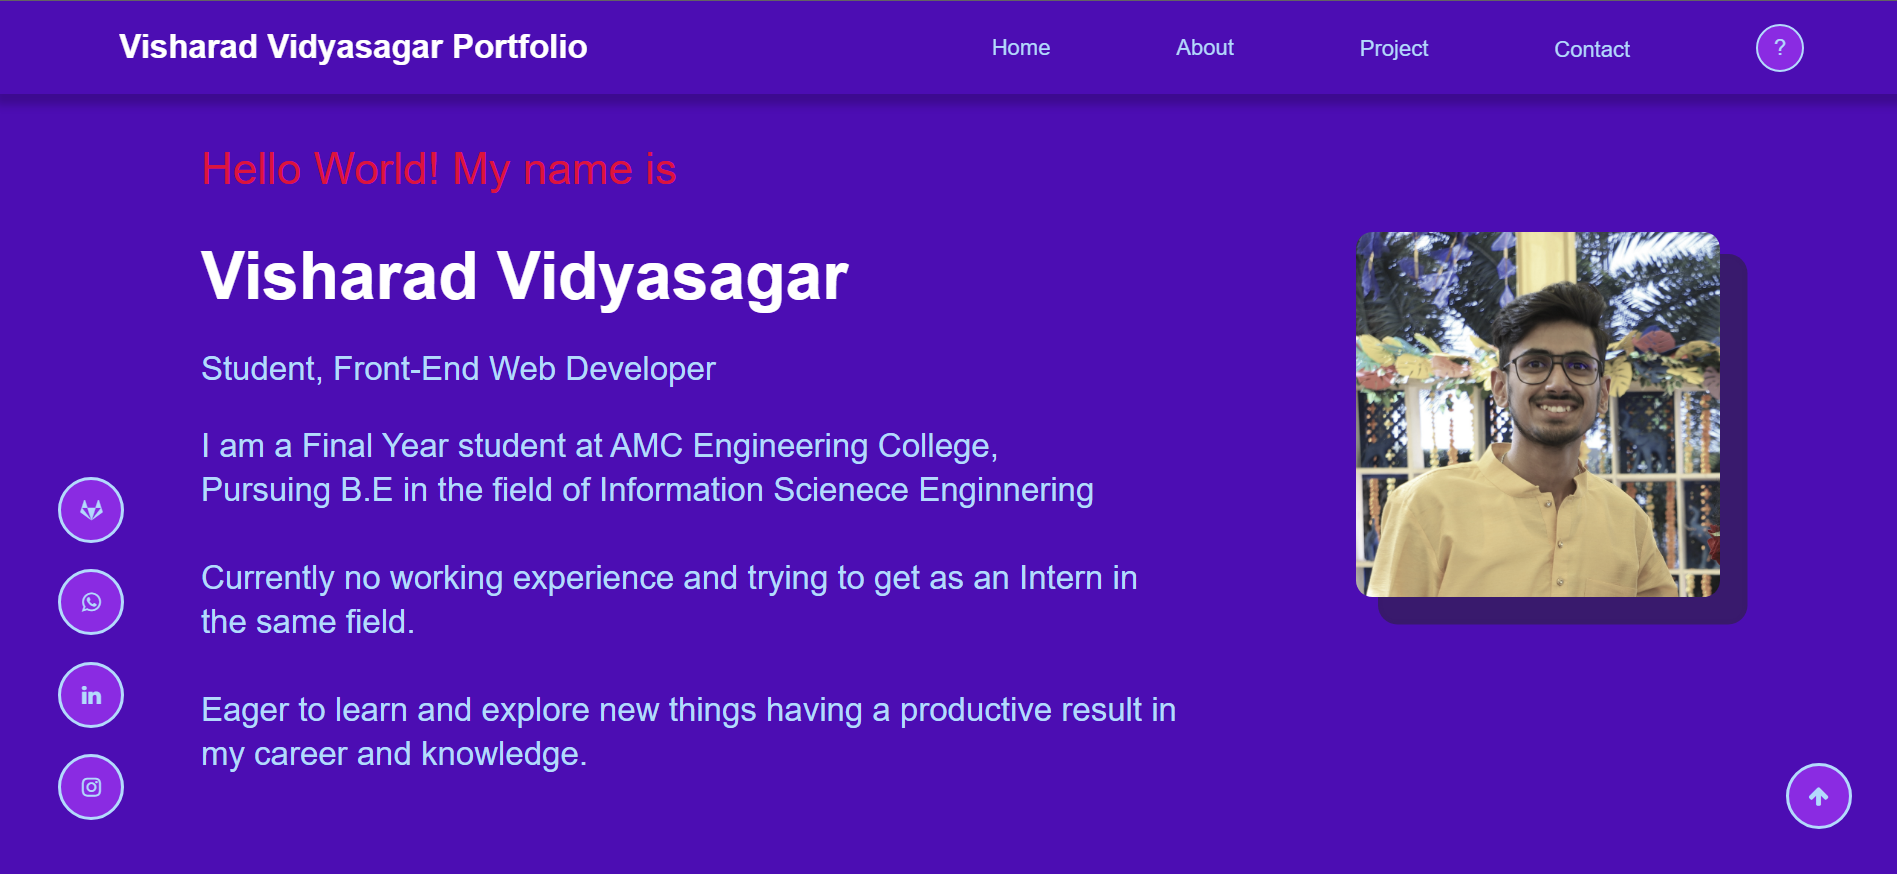 Visharad Vidyasagar Portfolio
Home
About
Project
Contact
?
Hello World! My name is
Visharad Vidyasagar
Student, Front-End Web Developer
I am a Final Year student at AMC Engineering College,
Pursuing B.E in the field of Information Scienece Enginnering
Currently no working experience and trying to get as an Intern in
the same field.
Eager to learn and explore new things having a productive result in
my career and knowledge.
in